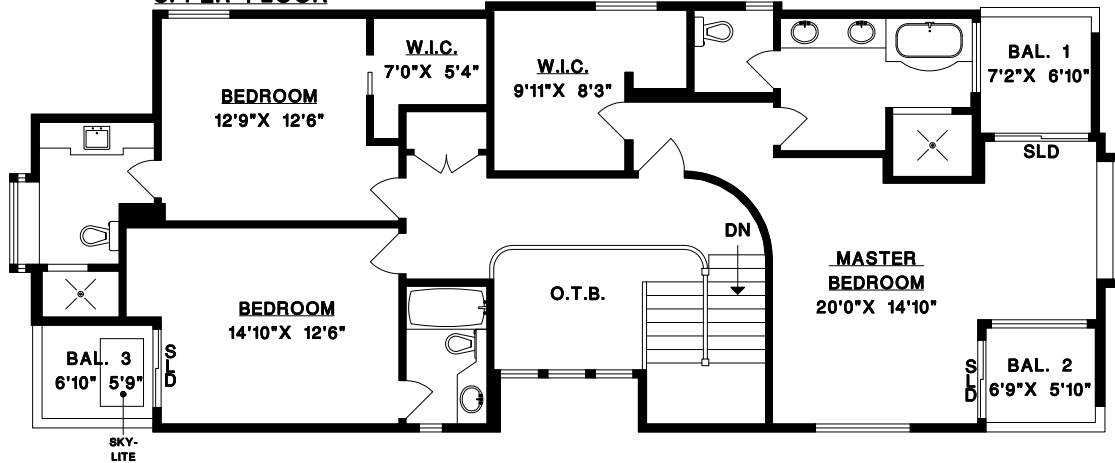 UPPER FLOOR
W.I.C.
7'0"X 5'4"
W.I.C.
9'11"X 8'3"
BAL. 1
7'2"X 6'10"
BEDROOM
12'9"X 12'6"
SLD
DN
MASTER
BEDROOM
20'0"X 14'10"
O.T.B.
BEDROOM
14'10"X 12'6"
BAL. 3
6'10" 5'9"
SLD
SLD
BAL. 2
6'9"X 5'10"
SKY-
LITE